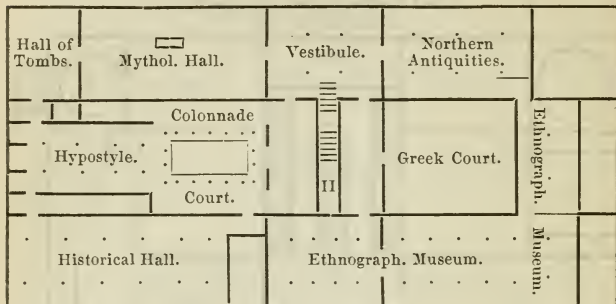 Hall of
Tombs.
Mythol. Hall.
Vestibule.
Northern
Antiquities.
Colonnade
Hypostyle.
Court.
II
Greek Court.
Ethnograph. Museum
Historical Hall.
Ethnograph. Museum.